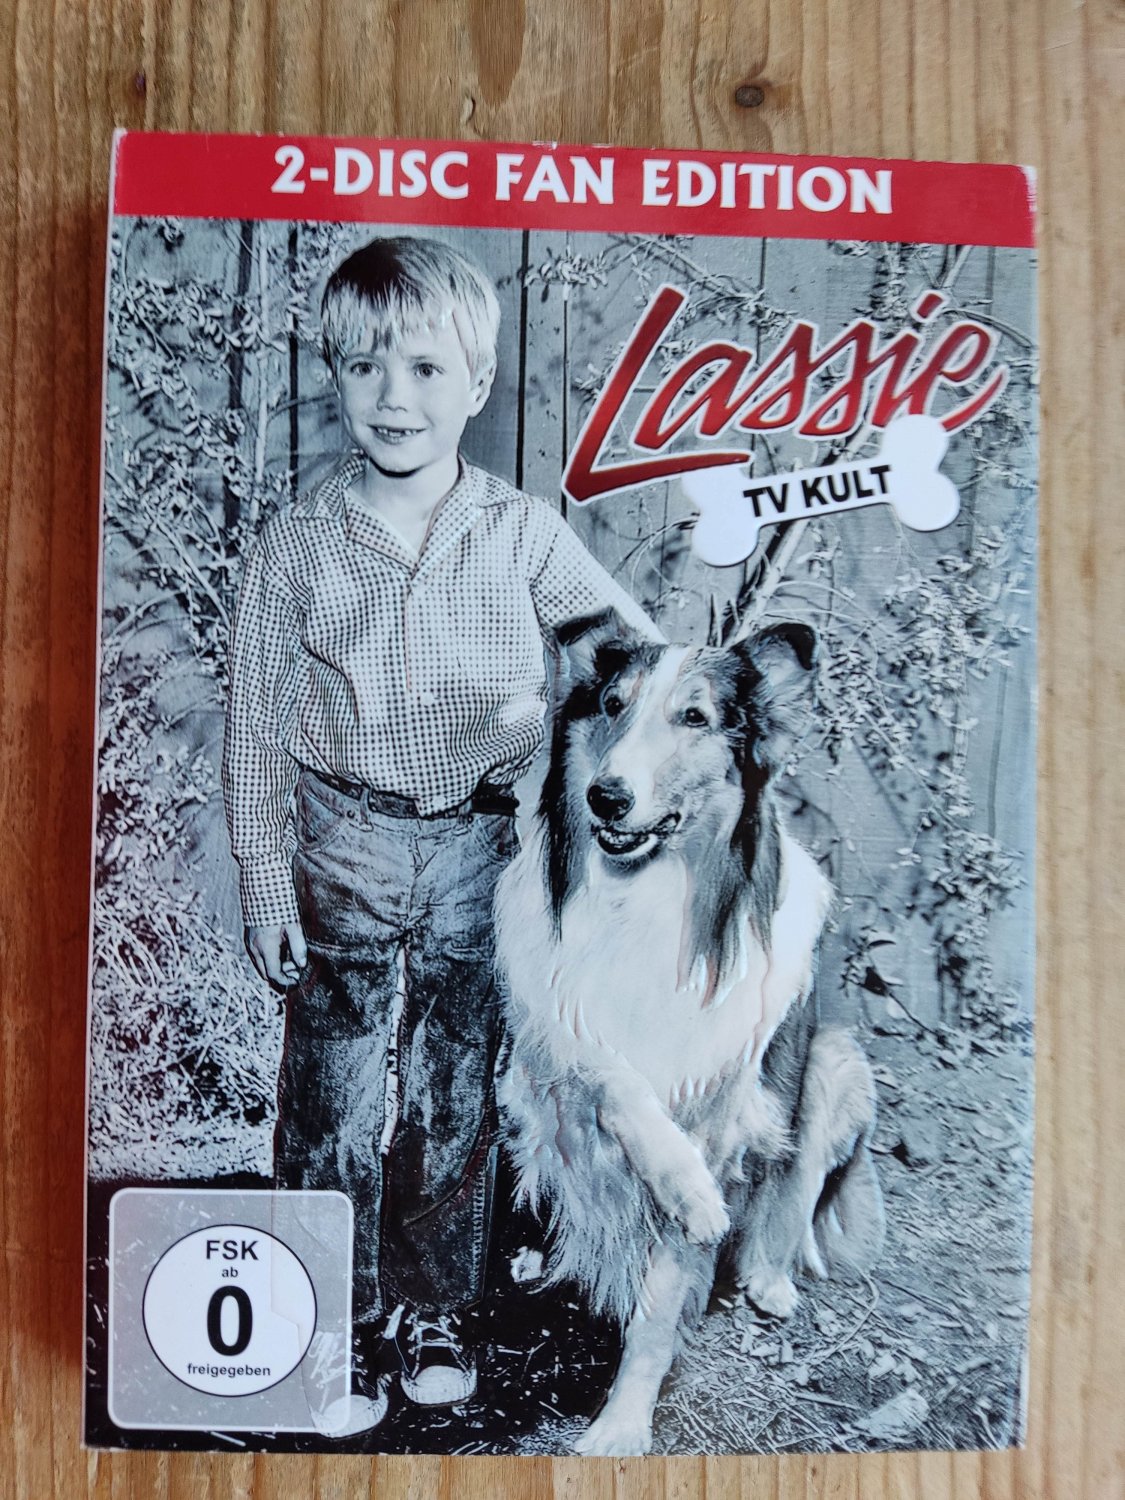 2-DISC FAN EDITION
Lassie
TV KULT
FSK
ab
0
freigegeben